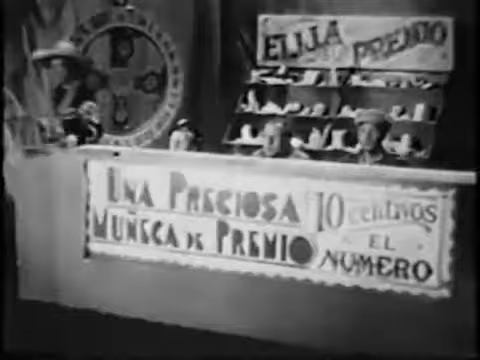 ELIJA PREMIO
UNA PRECIOSA
MUÑECA DE PREMIO
10 CENTAVOS
EL
NUMERO